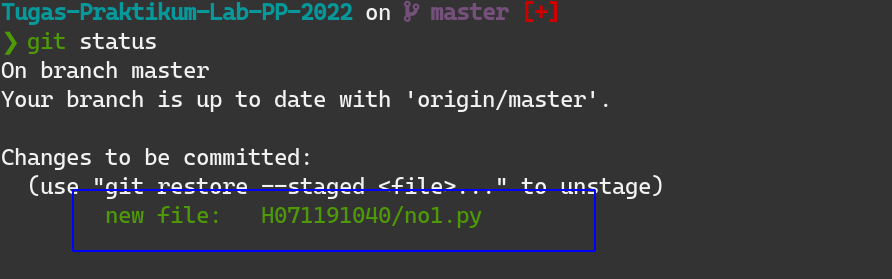 Tugas-Praktikum-Lab-PP-2022 on master [+]
❯ git status
On branch master
Your branch is up to date with 'origin/master'.
Changes to be committed:
(use "git restore --staged <file>..." to unstage)
new file: H071191040/no1.py